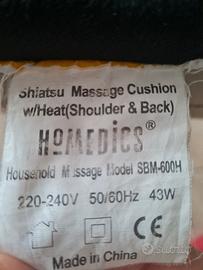 Shiatsu Massage Cushion
w/Heat(Shoulder & Back)
HOMEDICS®
Household Massage Model SBM-600H
220-240V 50/60Hz 43W
CE
Made in China
subito